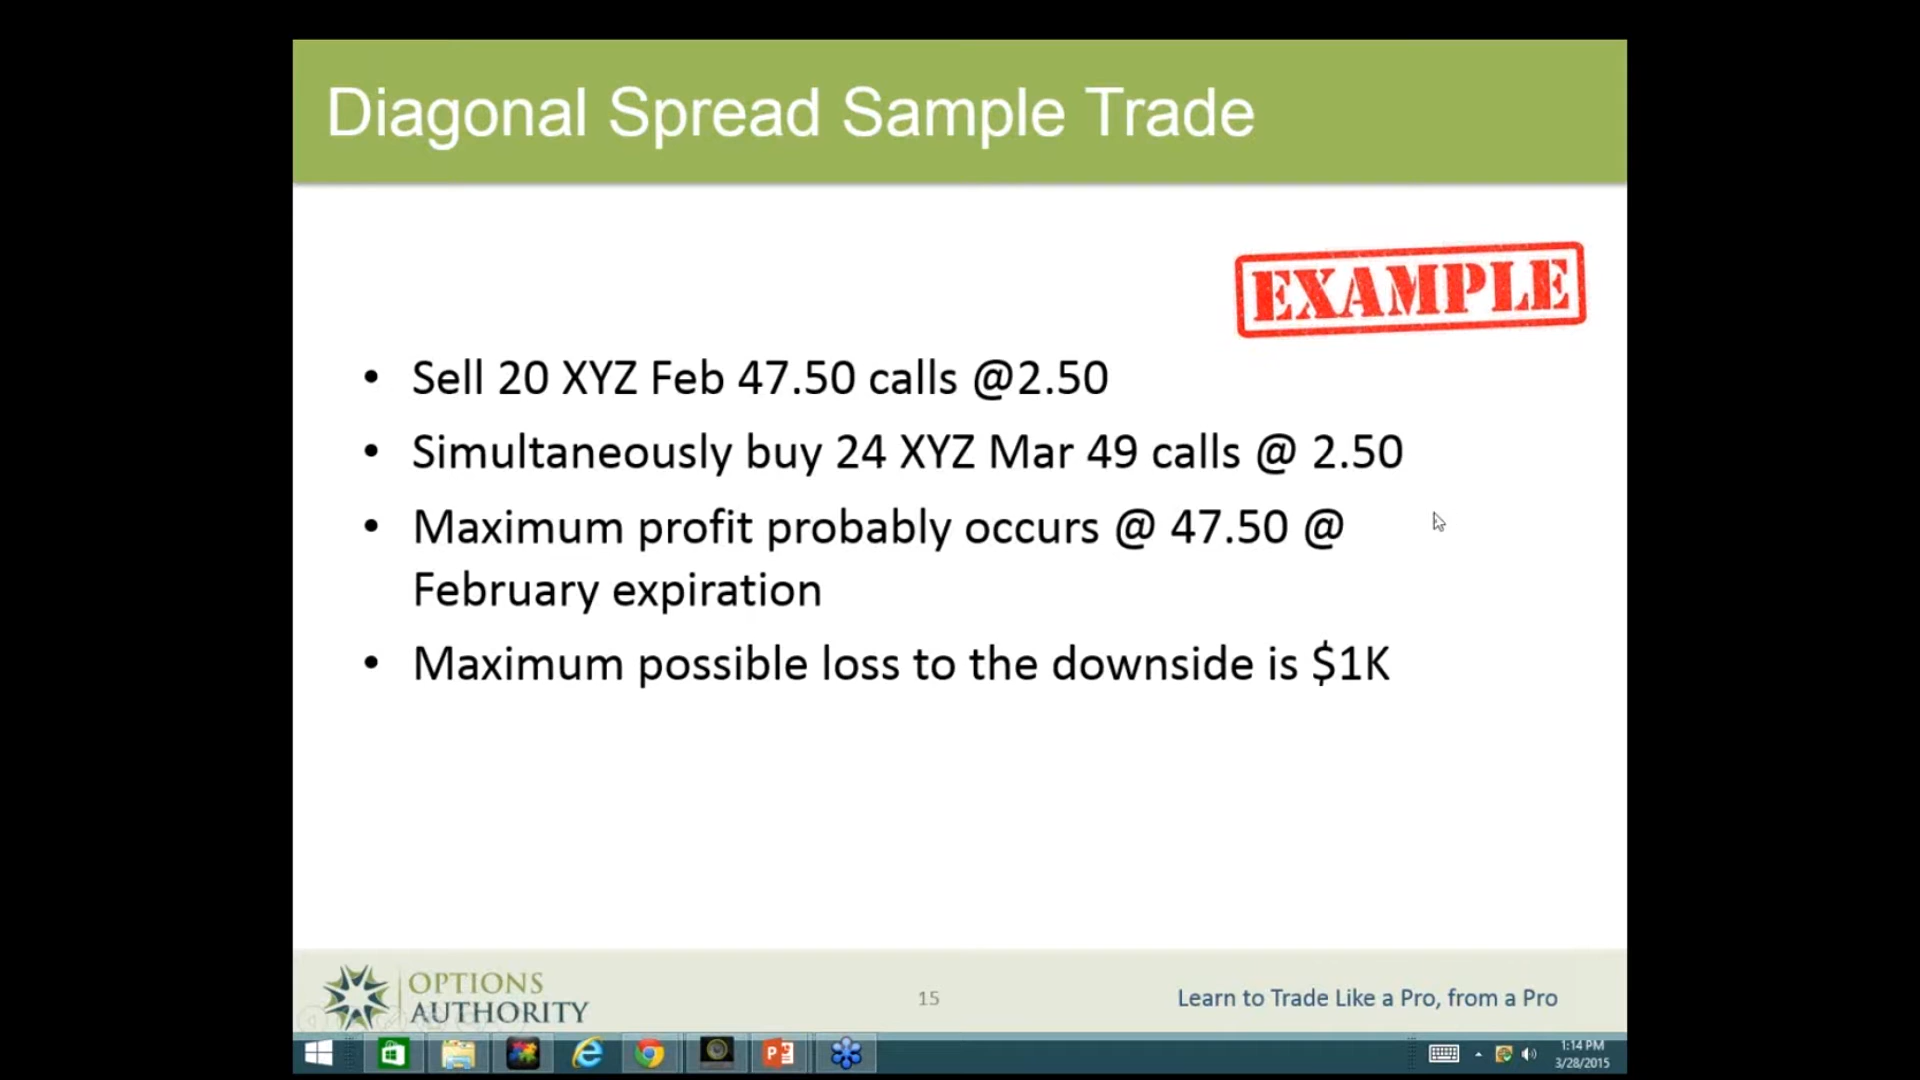 Diagonal Spread Sample Trade
EXAMPLE
• Sell 20 XYZ Feb 47.50 calls @2.50
• Simultaneously buy 24 XYZ Mar 49 calls @ 2.50
• Maximum profit probably occurs @ 47.50 @
February expiration
• Maximum possible loss to the downside is $1K
OPTIONS
AUTHORITY
15
Learn to Trade Like a Pro, from a Pro
1:14 PM
3/28/2015